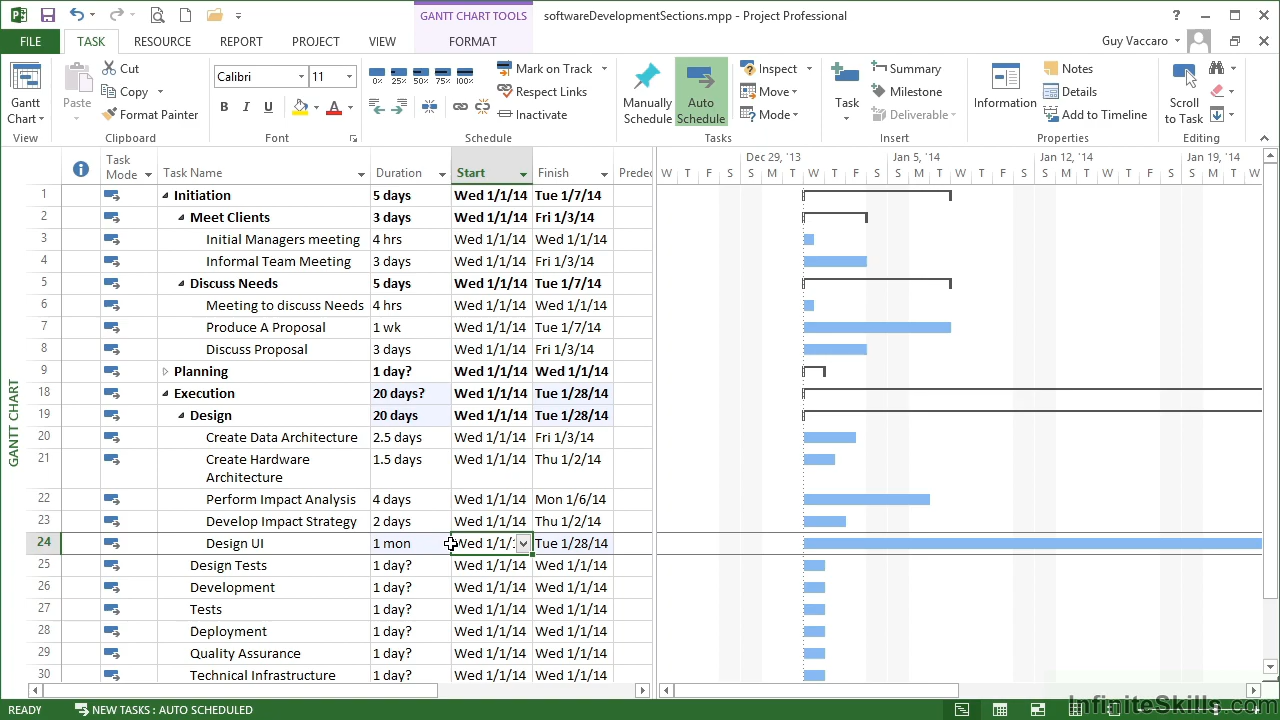 GANTT CHART TOOLS
softwareDevelopmentSections.mpp - Project Professional
FILE TASK RESOURCE REPORT PROJECT VIEW FORMAT
Guy Vaccaro
Gantt Chart
View
Paste
Cut
Copy
Format Painter
Clipboard
Calibri 11
B I U A
Font
0% 25% 50% 75% 100%
Mark on Track
Respect Links
Inactivate
Schedule
Manually Schedule
Auto Schedule
Inspect
Move
Mode
Tasks
Task
Summary
Milestone
Deliverable
Insert
Information
Notes
Details
Add to Timeline
Properties
Scroll to Task
Editing
Task Mode Task Name Duration Start Finish Predec
Dec 29, '13 Jan 5, '14 Jan 12, '14 Jan 19, '14
W T F S S M T W T F S S M T W T F S S M T W T F S S M T W
1 Initiation 5 days Wed 1/1/14 Tue 1/7/14
2 Meet Clients 3 days Wed 1/1/14 Fri 1/3/14
3 Initial Managers meeting 4 hrs Wed 1/1/14 Wed 1/1/14
4 Informal Team Meeting 3 days Wed 1/1/14 Fri 1/3/14
5 Discuss Needs 5 days Wed 1/1/14 Tue 1/7/14
6 Meeting to discuss Needs 4 hrs Wed 1/1/14 Wed 1/1/14
7 Produce A Proposal 1 wk Wed 1/1/14 Tue 1/7/14
8 Discuss Proposal 3 days Wed 1/1/14 Fri 1/3/14
9 Planning 1 day? Wed 1/1/14 Wed 1/1/14
18 Execution 20 days? Wed 1/1/14 Tue 1/28/14
19 Design 20 days Wed 1/1/14 Tue 1/28/14
20 Create Data Architecture 2.5 days Wed 1/1/14 Fri 1/3/14
21 Create Hardware Architecture 1.5 days Wed 1/1/14 Thu 1/2/14
22 Perform Impact Analysis 4 days Wed 1/1/14 Mon 1/6/14
23 Develop Impact Strategy 2 days Wed 1/1/14 Thu 1/2/14
24 Design UI 1 mon Wed 1/1/ Tue 1/28/14
25 Design Tests 1 day? Wed 1/1/14 Wed 1/1/14
26 Development 1 day? Wed 1/1/14 Wed 1/1/14
27 Tests 1 day? Wed 1/1/14 Wed 1/1/14
28 Deployment 1 day? Wed 1/1/14 Wed 1/1/14
29 Quality Assurance 1 day? Wed 1/1/14 Wed 1/1/14
30 Technical Infrastructure 1 day? Wed 1/1/14 Wed 1/1/14
GANTT CHART
READY NEW TASKS : AUTO SCHEDULED
InfiniteSkills.com